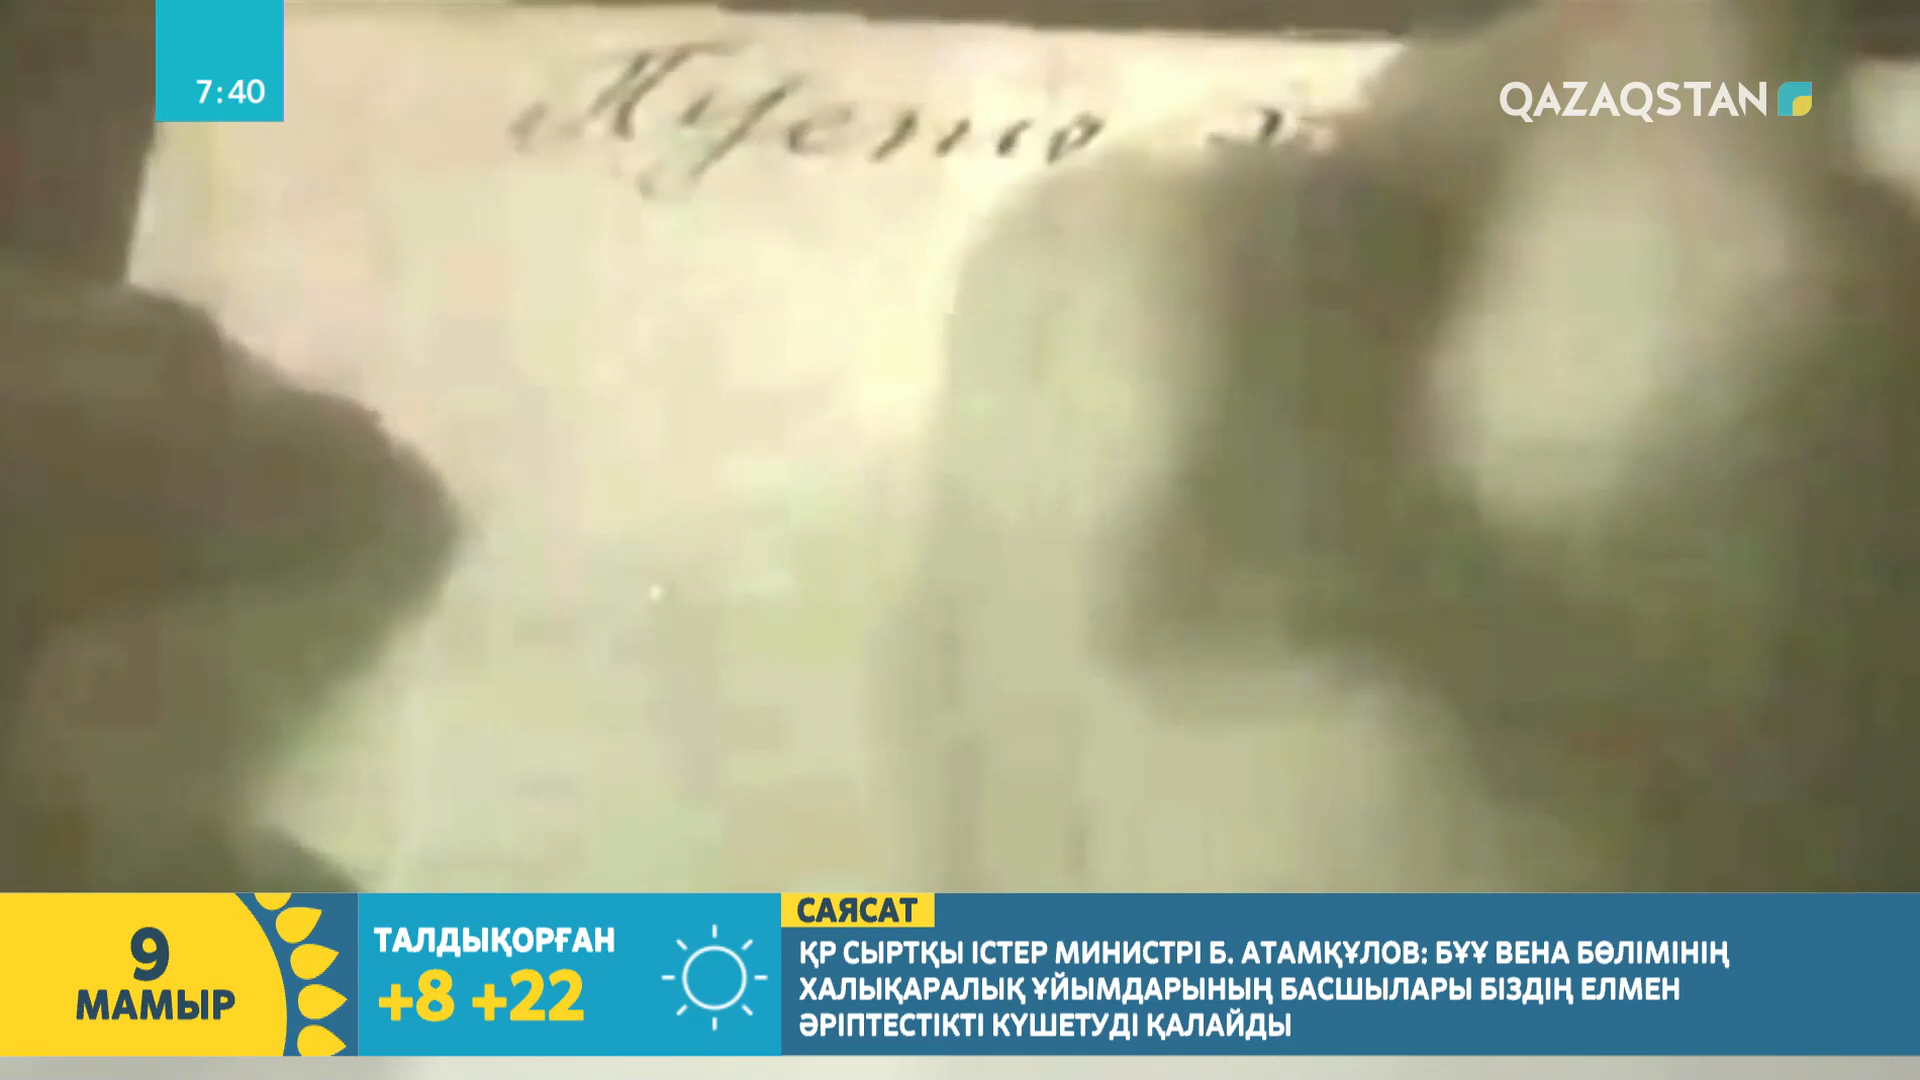 7:40
QAZAQSTAN
9
МАМЫР
ТАЛДЫҚОРҒАН
+8 +22
САЯСАТ
ҚР СЫРТҚЫ ІСТЕР МИНИСТРІ Б. АТАМҚҰЛОВ: БҰҰ ВЕНА БӨЛІМІНІҢ
ХАЛЫҚАРАЛЫҚ ҰЙЫМДАРЫНЫҢ БАСШЫЛАРЫ БІЗДІҢ ЕЛМЕН
ӘРІПТЕСТІКТІ КҮШЕТУДІ ҚАЛАЙДЫ